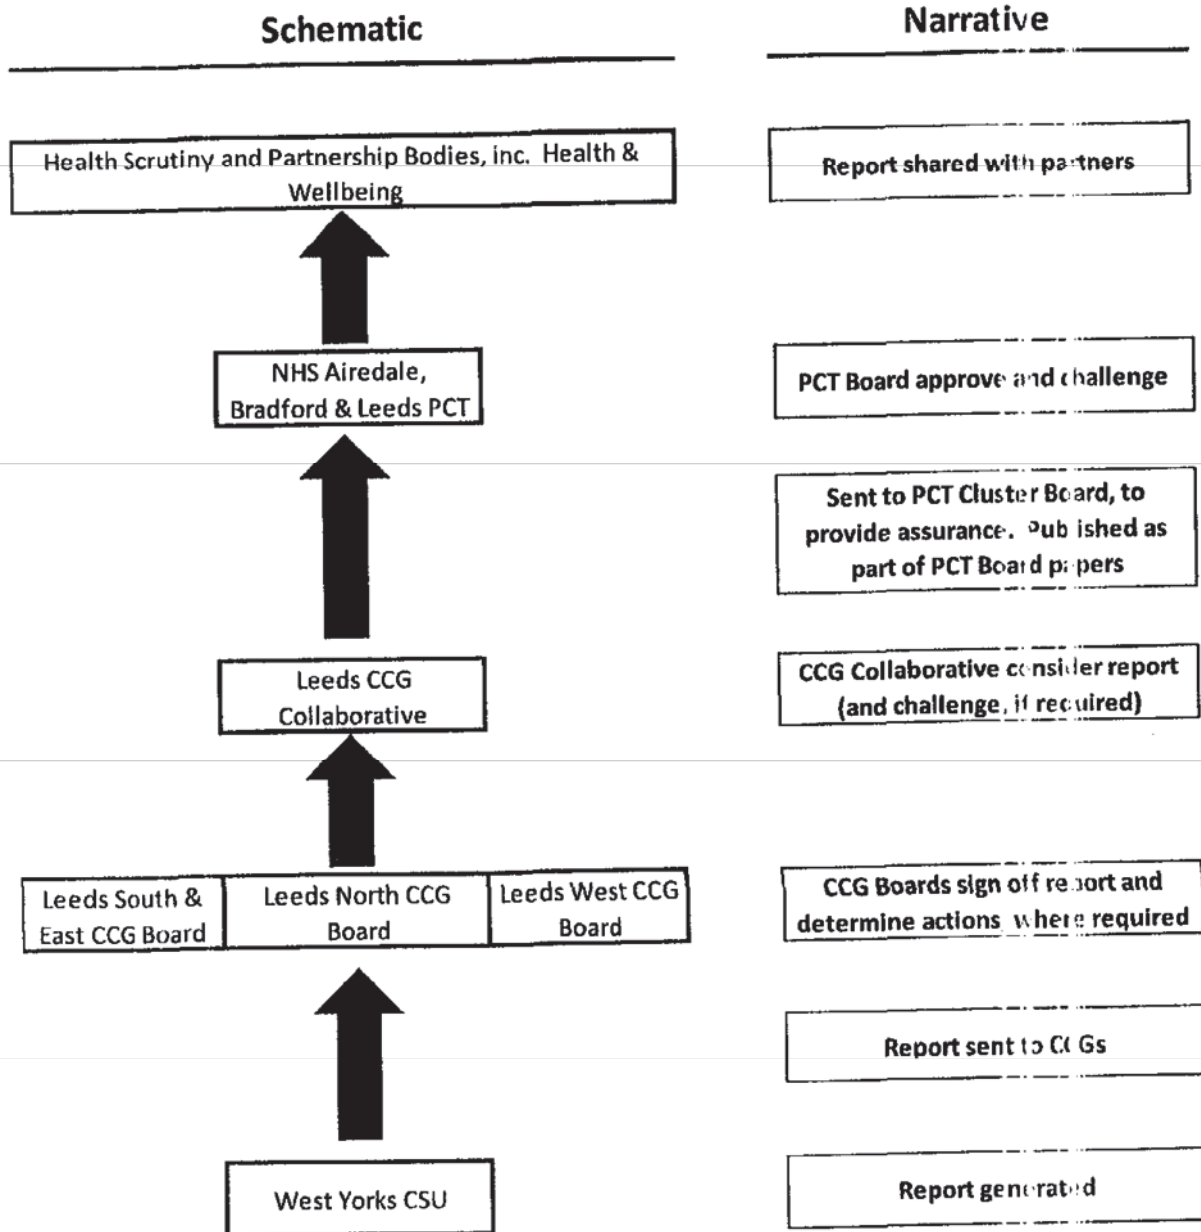 Schematic
Narrative
Health Scrutiny and Partnership Bodies, inc. Health &
Wellbeing
Report shared with partners
NHS Airedale,
Bradford & Leeds PCT
PCT Board approve and challenge
Sent to PCT Cluster Board, to
provide assurance. Published as
part of PCT Board papers
Leeds CCG
Collaborative
CCG Collaborative consider report
(and challenge, if required)
Leeds South &
East CCG Board
Leeds North CCG
Board
Leeds West CCG
Board
CCG Boards sign off report and
determine actions where required
Report sent to CCGs
West Yorks CSU
Report generated